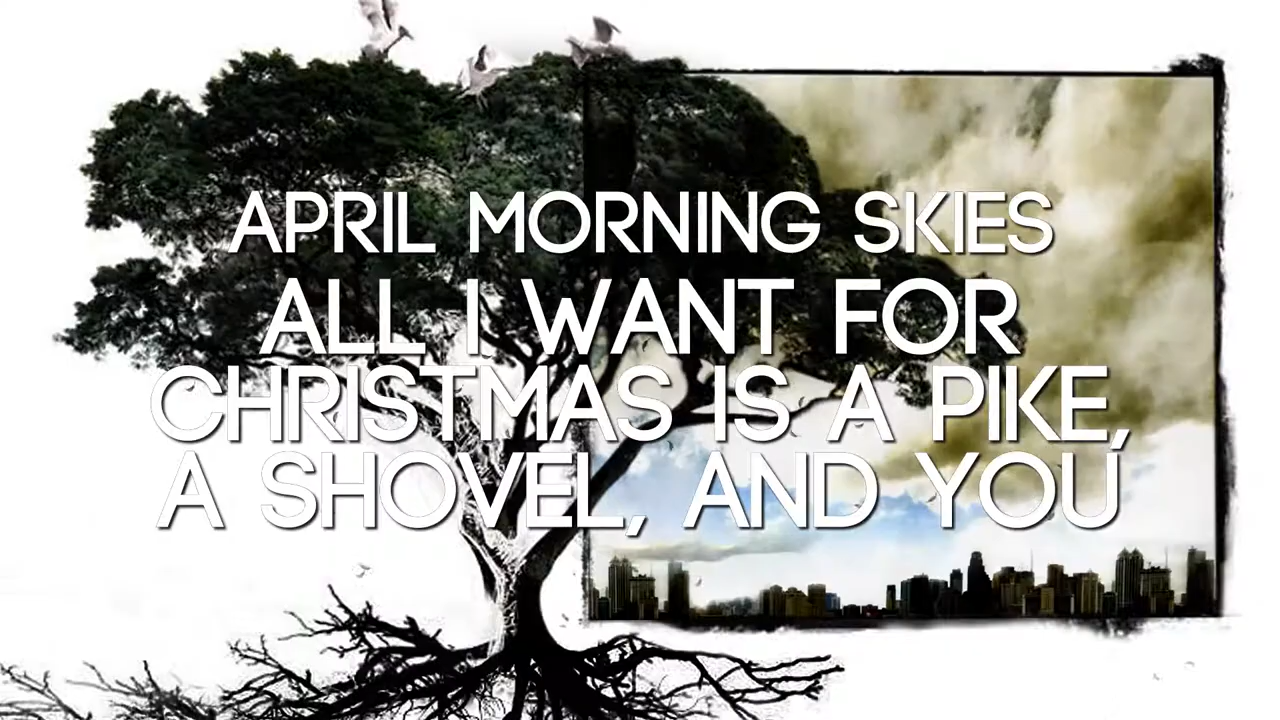 APRIL MORNING SKIES
ALL I WANT FOR
CHRISTMAS IS A PIKE,
A SHOVEL, AND YOU